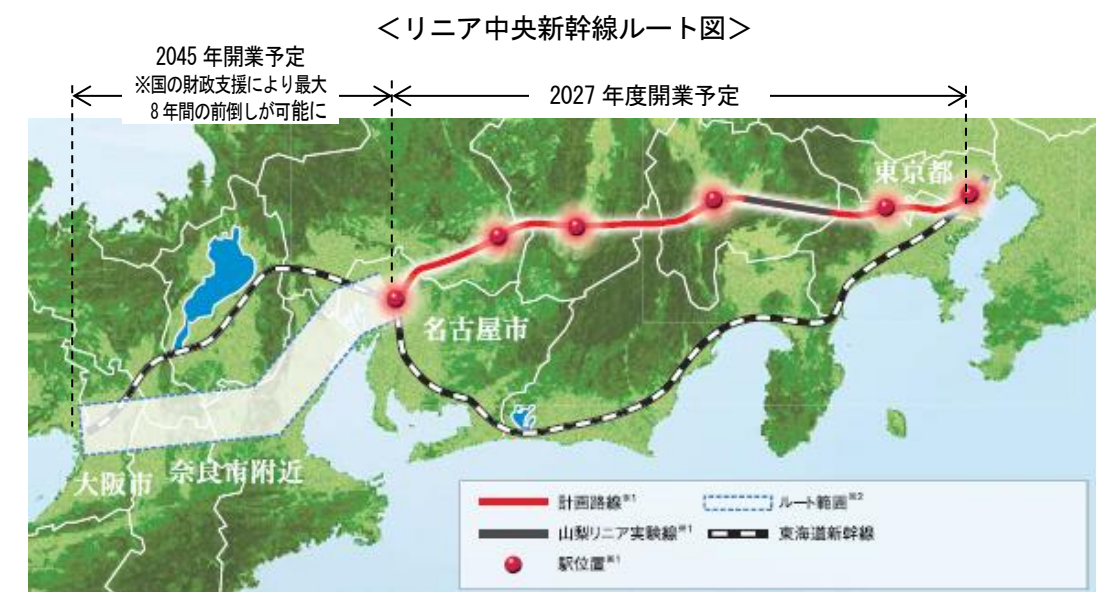 ＜リニア中央新幹線ルート図＞
2045 年開業予定
※国の財政支援により最大
8 年間の前倒しが可能に
2027 年度開業予定
東京都
名古屋市
大阪市
奈良市附近
計画路線※1
ルート範囲※2
山梨リニア実験線※1
東海道新幹線
駅位置※1